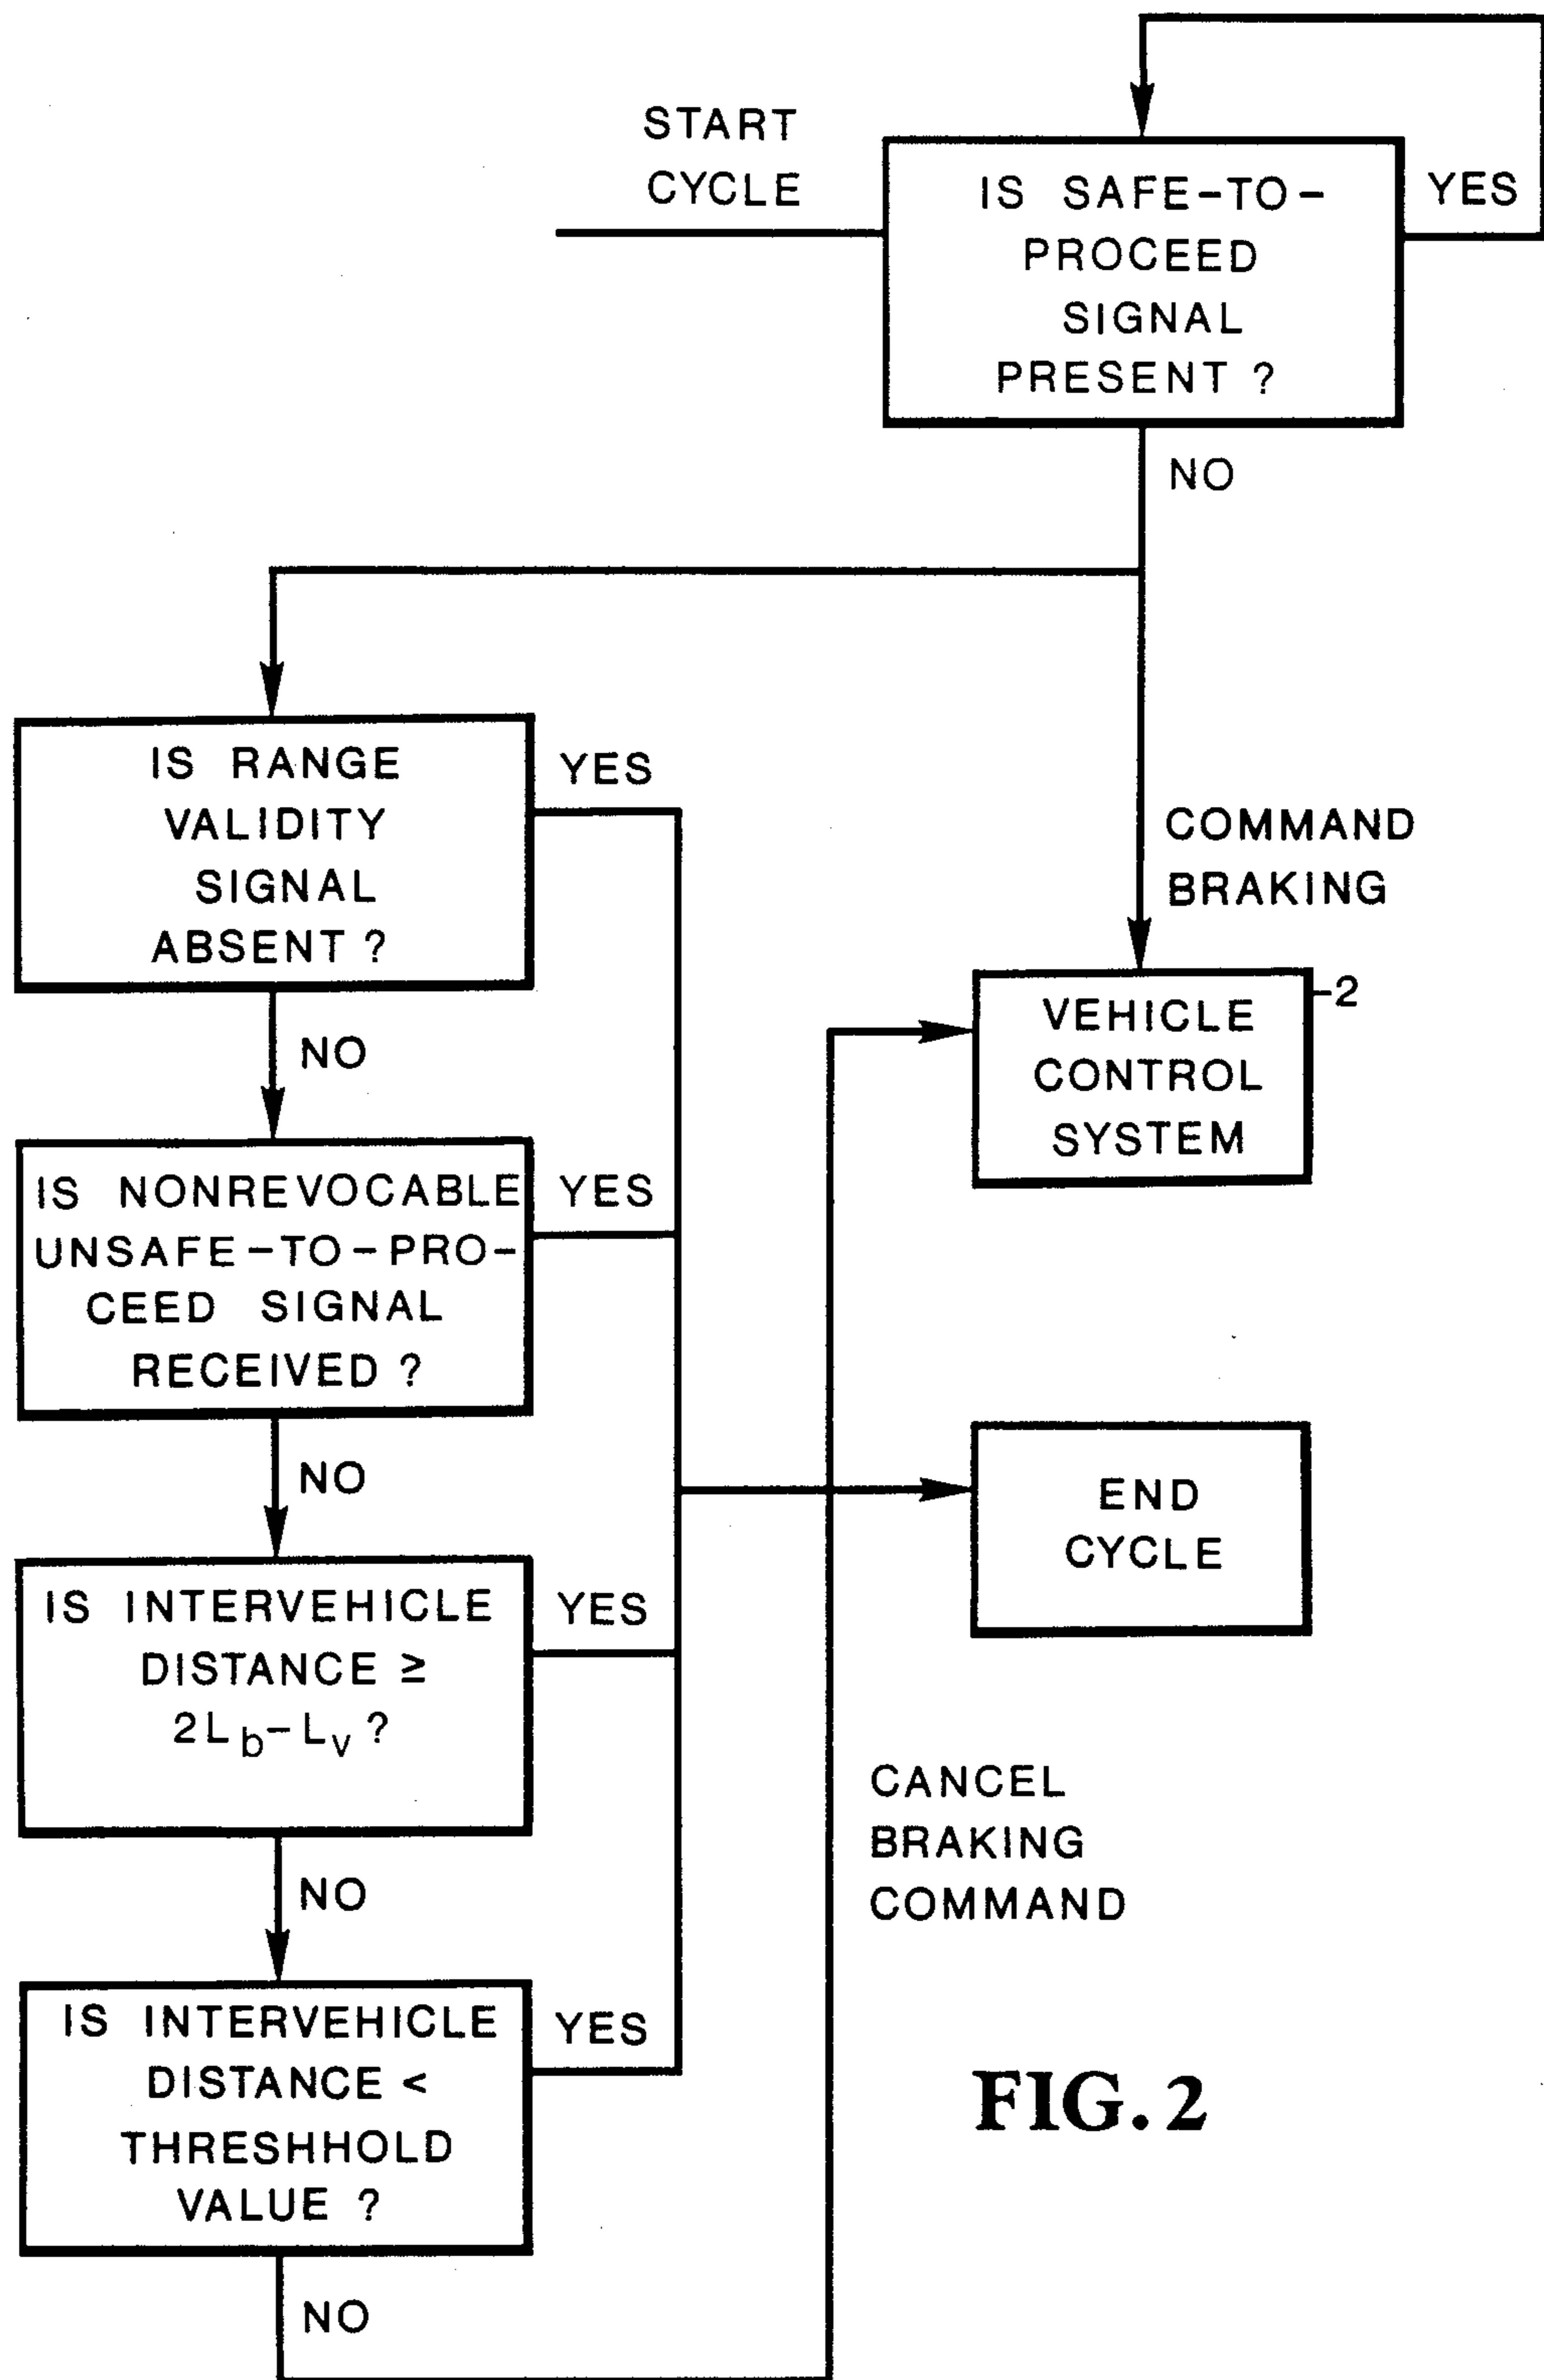 START
CYCLE
IS SAFE-TO-
PROCEED
SIGNAL
PRESENT ?
YES
NO
IS RANGE
VALIDITY
SIGNAL
ABSENT ?
YES
NO
COMMAND
BRAKING
VEHICLE
CONTROL
SYSTEM
2
IS NONREVOCABLE
UNSAFE-TO-PRO-
CEED SIGNAL
RECEIVED ?
YES
NO
END
CYCLE
IS INTERVEHICLE
DISTANCE ≥
2Lb-Lv ?
YES
NO
CANCEL
BRAKING
COMMAND
IS INTERVEHICLE
DISTANCE <
THRESHHOLD
VALUE ?
YES
NO
FIG. 2